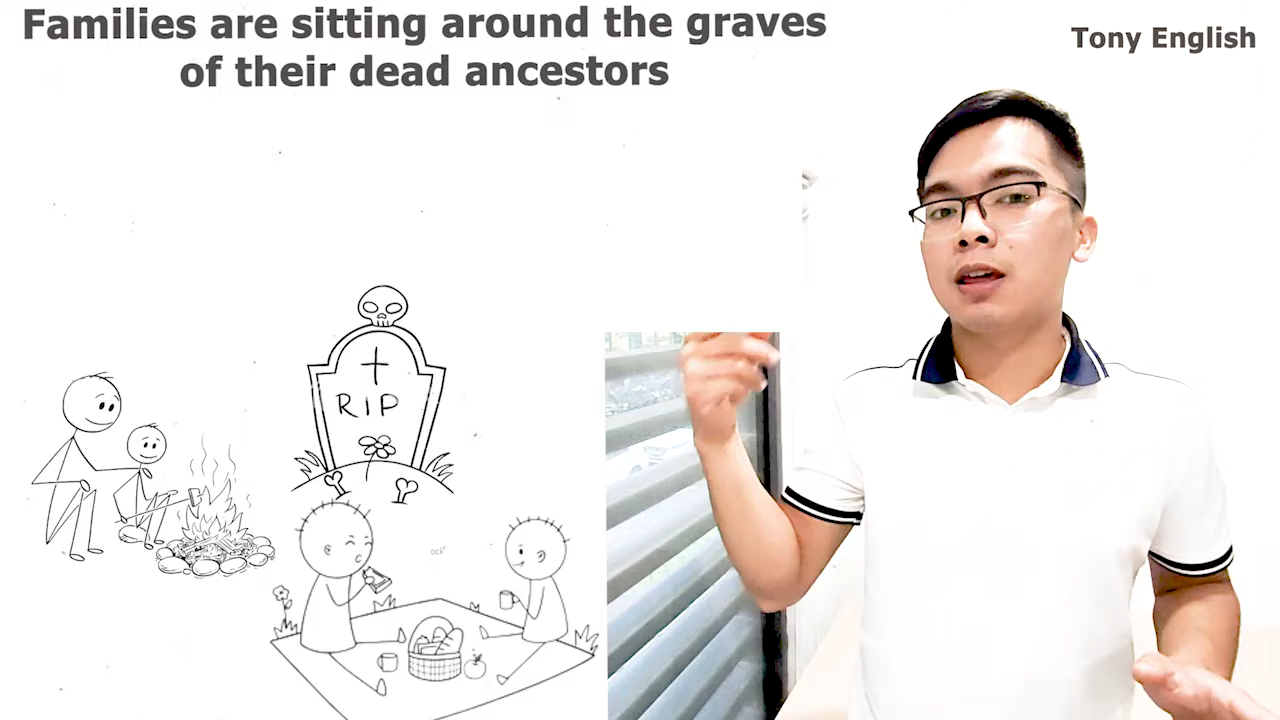 Families are sitting around the graves
of their dead ancestors
Tony English
RIP